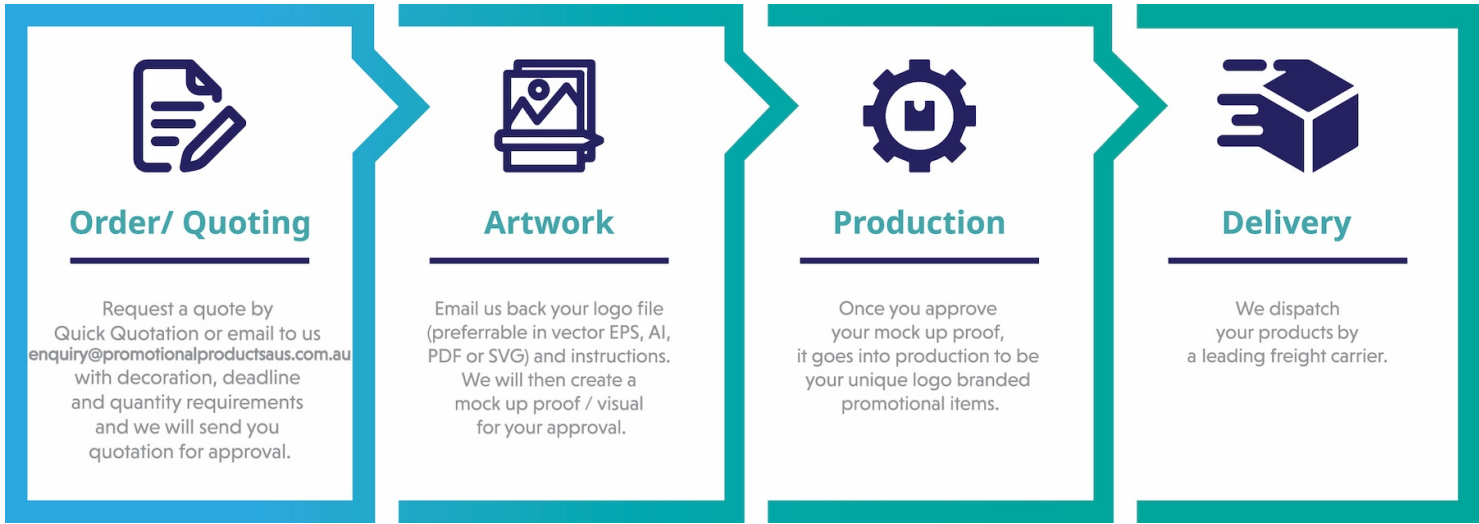 Order/ Quoting
Request a quote by
Quick Quotation or email to us
enquiry@promotionalproductsaus.com.au
with decoration, deadline
and quantity requirements
and we will send you
quotation for approval.
Artwork
Email us back your logo file
(preferrable in vector EPS, AI,
PDF or SVG) and instructions.
We will then create a
mock up proof / visual
for your approval.
Production
Once you approve
your mock up proof,
it goes into production to be
your unique logo branded
promotional items.
Delivery
We dispatch
your products by
a leading freight carrier.